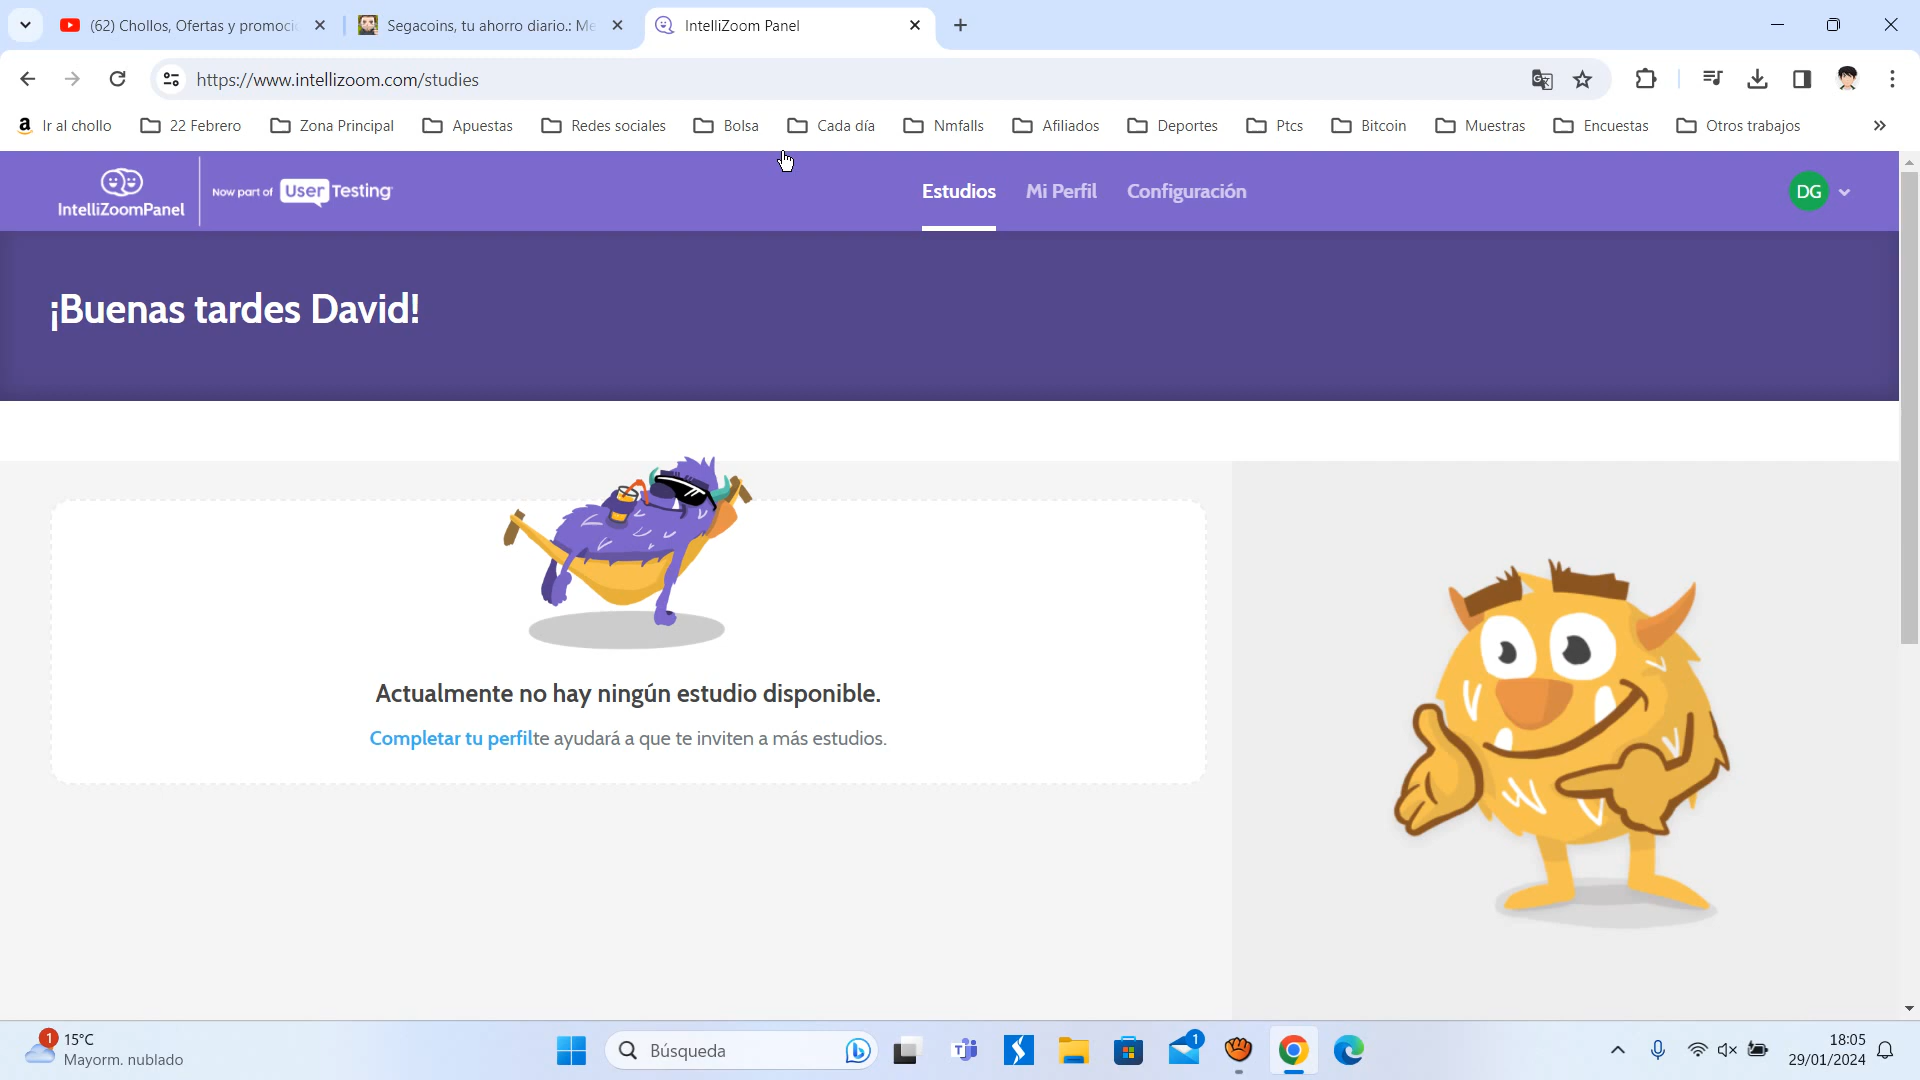 (62) Chollos, Ofertas y promoci
Segacoins, tu ahorro diario.: Me
IntelliZoom Panel
https://www.intellizoom.com/studies
Ir al chollo
22 Febrero
Zona Principal
Apuestas
Redes sociales
Bolsa
Cada día
Nmfalls
Afiliados
Deportes
Ptcs
Bitcoin
Muestras
Encuestas
Otros trabajos
IntelliZoomPanel
Now part of UserTesting
Estudios
Mi Perfil
Configuración
DG
¡Buenas tardes David!
Actualmente no hay ningún estudio disponible.
Completar tu perfilte ayudará a que te inviten a más estudios.
1
15°C
Mayorm. nublado
Búsqueda
1
18:05
29/01/2024